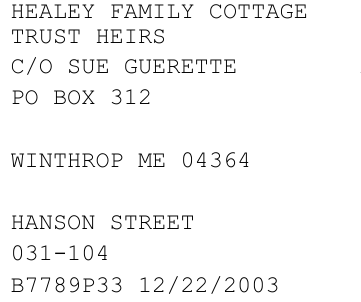 HEALEY FAMILY COTTAGE
TRUST HEIRS
C/O SUE GUERETTE
PO BOX 312
WINTHROP ME 04364
HANSON STREET
031-104
B7789P33 12/22/2003